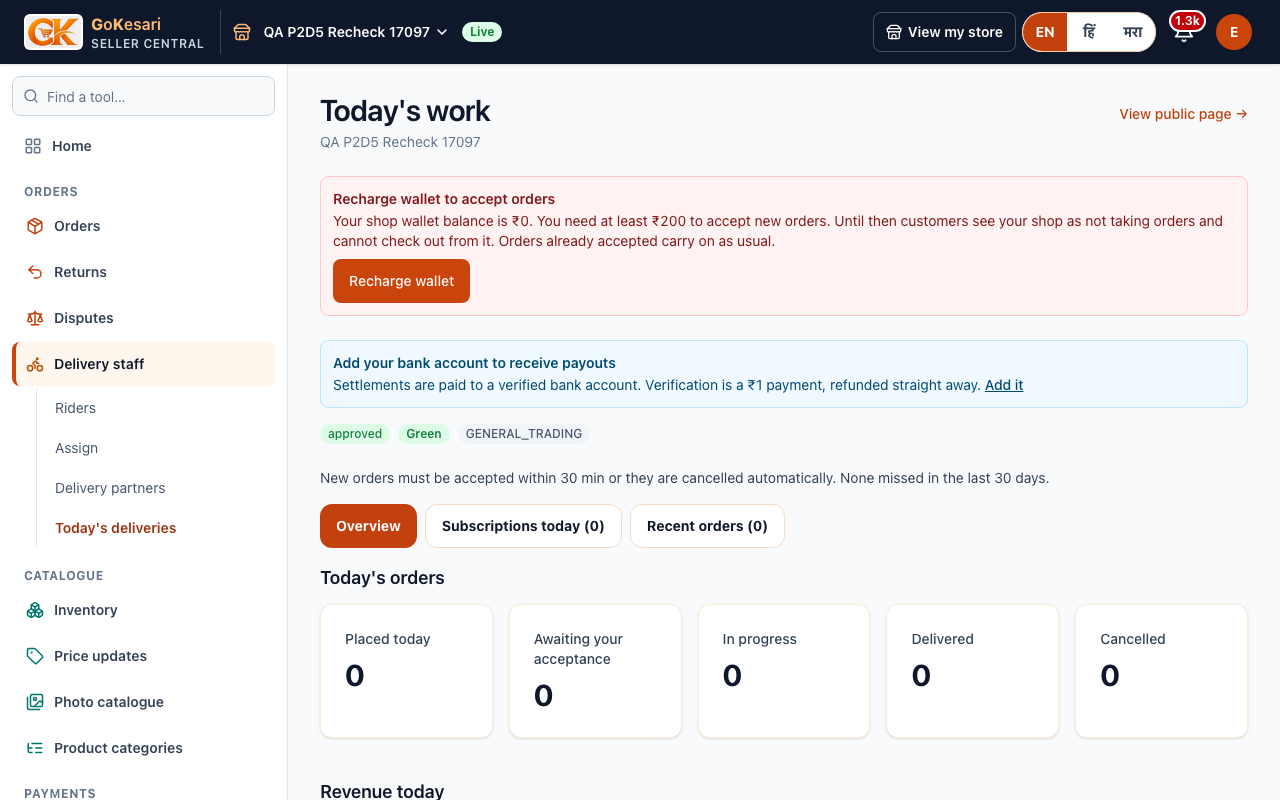 GK
GoKesari
SELLER CENTRAL
QA P2D5 Recheck 17097
Live
View my store
EN
हिं
मरा
1.3k
E
Find a tool...
Home
ORDERS
Orders
Returns
Disputes
Delivery staff
Riders
Assign
Delivery partners
Today's deliveries
CATALOGUE
Inventory
Price updates
Photo catalogue
Product categories
PAYMENTS
Today's work
QA P2D5 Recheck 17097
View public page →
Recharge wallet to accept orders
Your shop wallet balance is ₹0. You need at least ₹200 to accept new orders. Until then customers see your shop as not taking orders and
cannot check out from it. Orders already accepted carry on as usual.
Recharge wallet
Add your bank account to receive payouts
Settlements are paid to a verified bank account. Verification is a ₹1 payment, refunded straight away. Add it
approved
Green
GENERAL_TRADING
New orders must be accepted within 30 min or they are cancelled automatically. None missed in the last 30 days.
Overview
Subscriptions today (0)
Recent orders (0)
Today's orders
Placed today
0
Awaiting your
acceptance
0
In progress
0
Delivered
0
Cancelled
0
Revenue today